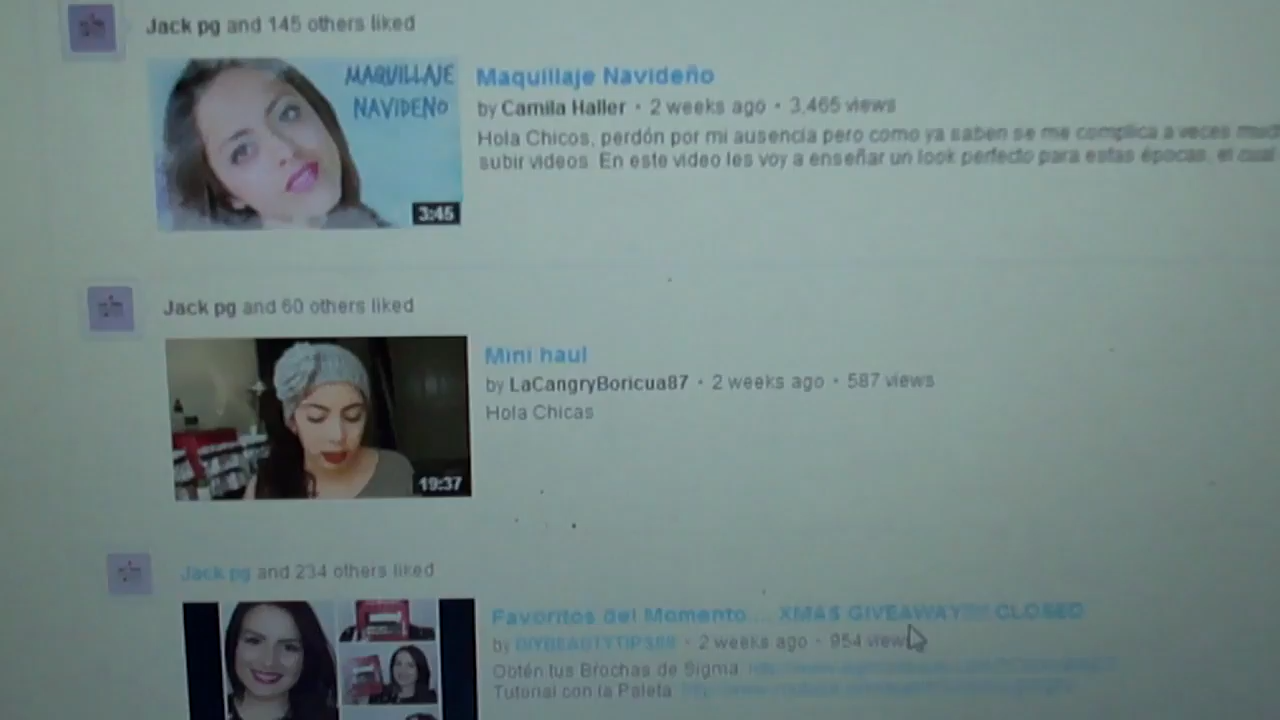 Jack pg and 145 others liked
MAQUILLAJE
NAVIDEÑO
3:45
Maquillaje Navideño
by Camila Haller · 2 weeks ago · 3,465 views
Hola Chicos, perdón por mi ausencia pero como ya saben se me complica a veces
subir videos. En este video les voy a enseñar un look perfecto para estas épocas, el cual
Jack pg and 60 others liked
19:37
Mini haul
by LaCangryBoricua87 · 2 weeks ago · 587 views
Hola Chicas
Jack pg and 234 others liked
Favoritos del Momento.... XMAS GIVEAWAY!!!! CLOSED
by · 2 weeks ago · 954 views
Obtén tus Brochas de Sigma
Tutorial con la Paleta